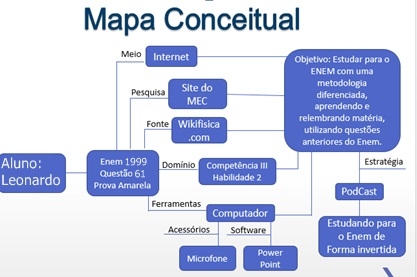 Mapa Conceitual
Meio
Internet
Objetivo: Estudar para o
ENEM com uma
metodologia
diferenciada,
aprendendo e
relembrando matéria,
utilizando questões
anteriores do Enem.
Pesquisa
Site do
MEC
Fonte
Wikifisica
.com
Aluno:
Leonardo
Enem 1999
Questão 61
Prova Amarela
Domínio
Competência III
Habilidade 2
Estratégia
PodCast
Ferramentas
Computador
Acessórios
Software
Microfone
Power
Point
Estudando para
o Enem de
Forma invertida